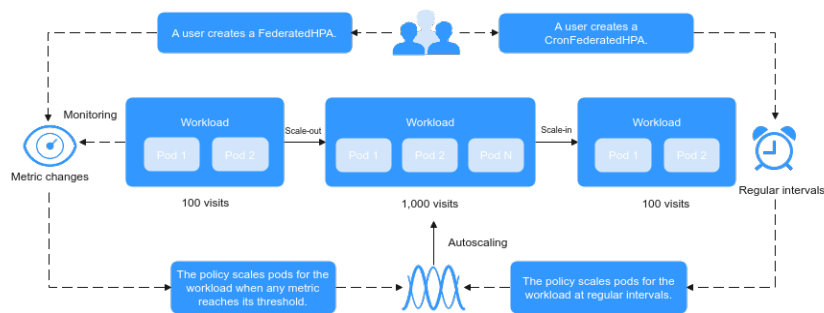 A user creates a FederatedHPA.
A user creates a
CronFederatedHPA.
Monitoring
Workload
Pod 1
Pod 2
Scale-out
Workload
Pod 1
Pod 2
Pod N
Scale-in
Workload
Pod 1
Pod 2
Metric changes
Regular intervals
100 visits
1,000 visits
100 visits
Autoscaling
The policy scales pods for the
workload when any metric
reaches its threshold.
The policy scales pods for the
workload at regular intervals.